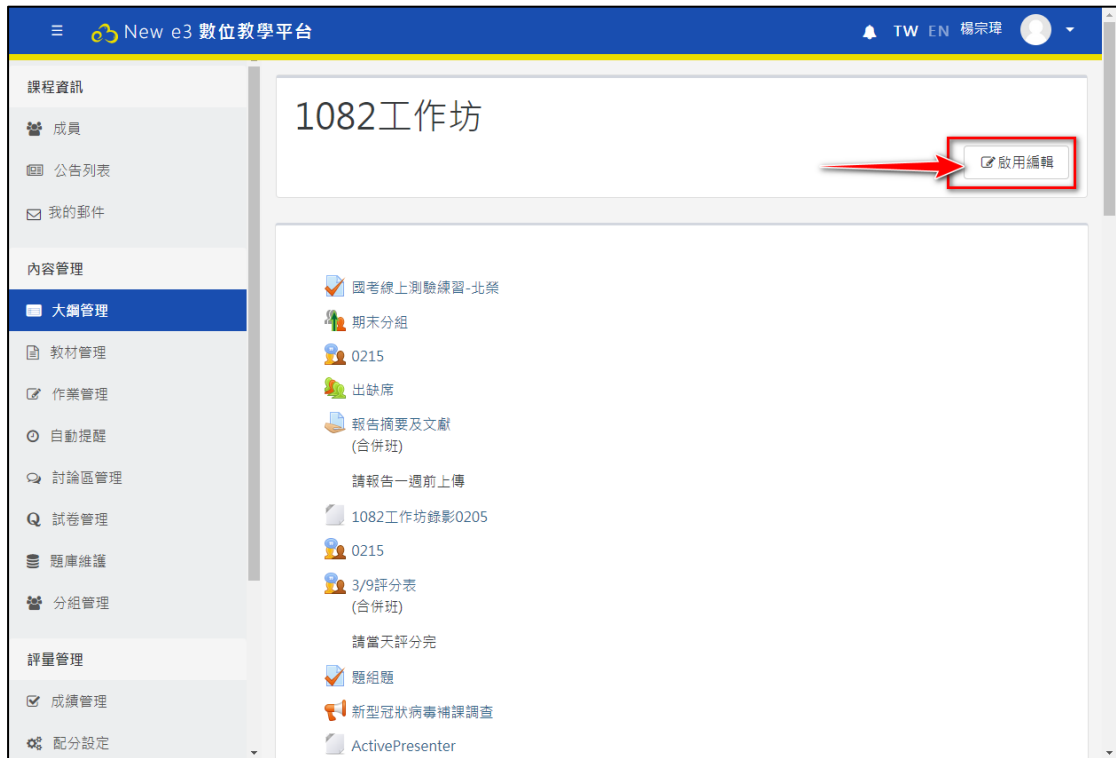 New e3 數位教學平台
TW EN 楊宗瑋
課程資訊
成員
公告列表
我的郵件
內容管理
大綱管理
教材管理
作業管理
自動提醒
討論區管理
試卷管理
題庫維護
分組管理
評量管理
成績管理
配分設定
1082工作坊
啟用編輯
國考線上測驗練習-北榮
期末分組
0215
出缺席
報告摘要及文獻
(合併班)
請報告一週前上傳
1082工作坊錄影0205
0215
3/9評分表
(合併班)
請當天評分完
題組題
新型冠狀病毒補課調查
ActivePresenter